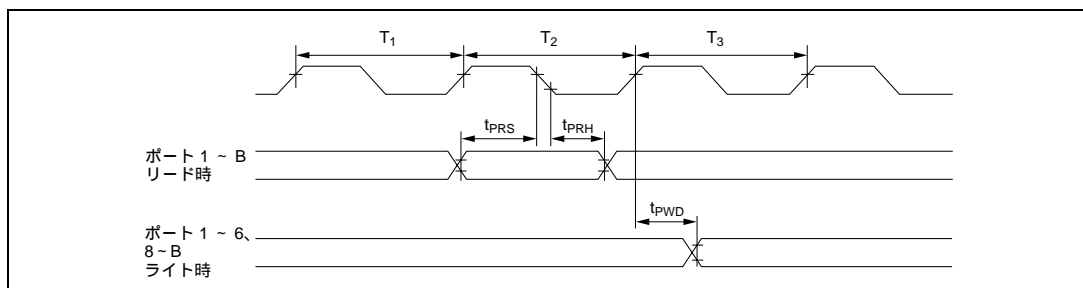 T1
T2
T3
tPRS
tPRH
ポート 1 ~ B
リード時
tPWD
ポート 1 ~ 6、
8~B
ライト時